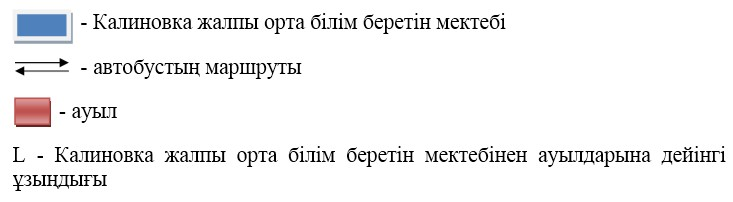 - Калиновка жалпы орта білім беретін мектебі
- автобустың маршруты
- ауыл
L - Калиновка жалпы орта білім беретін мектебінен ауылдарына дейінгі
ұзындығы